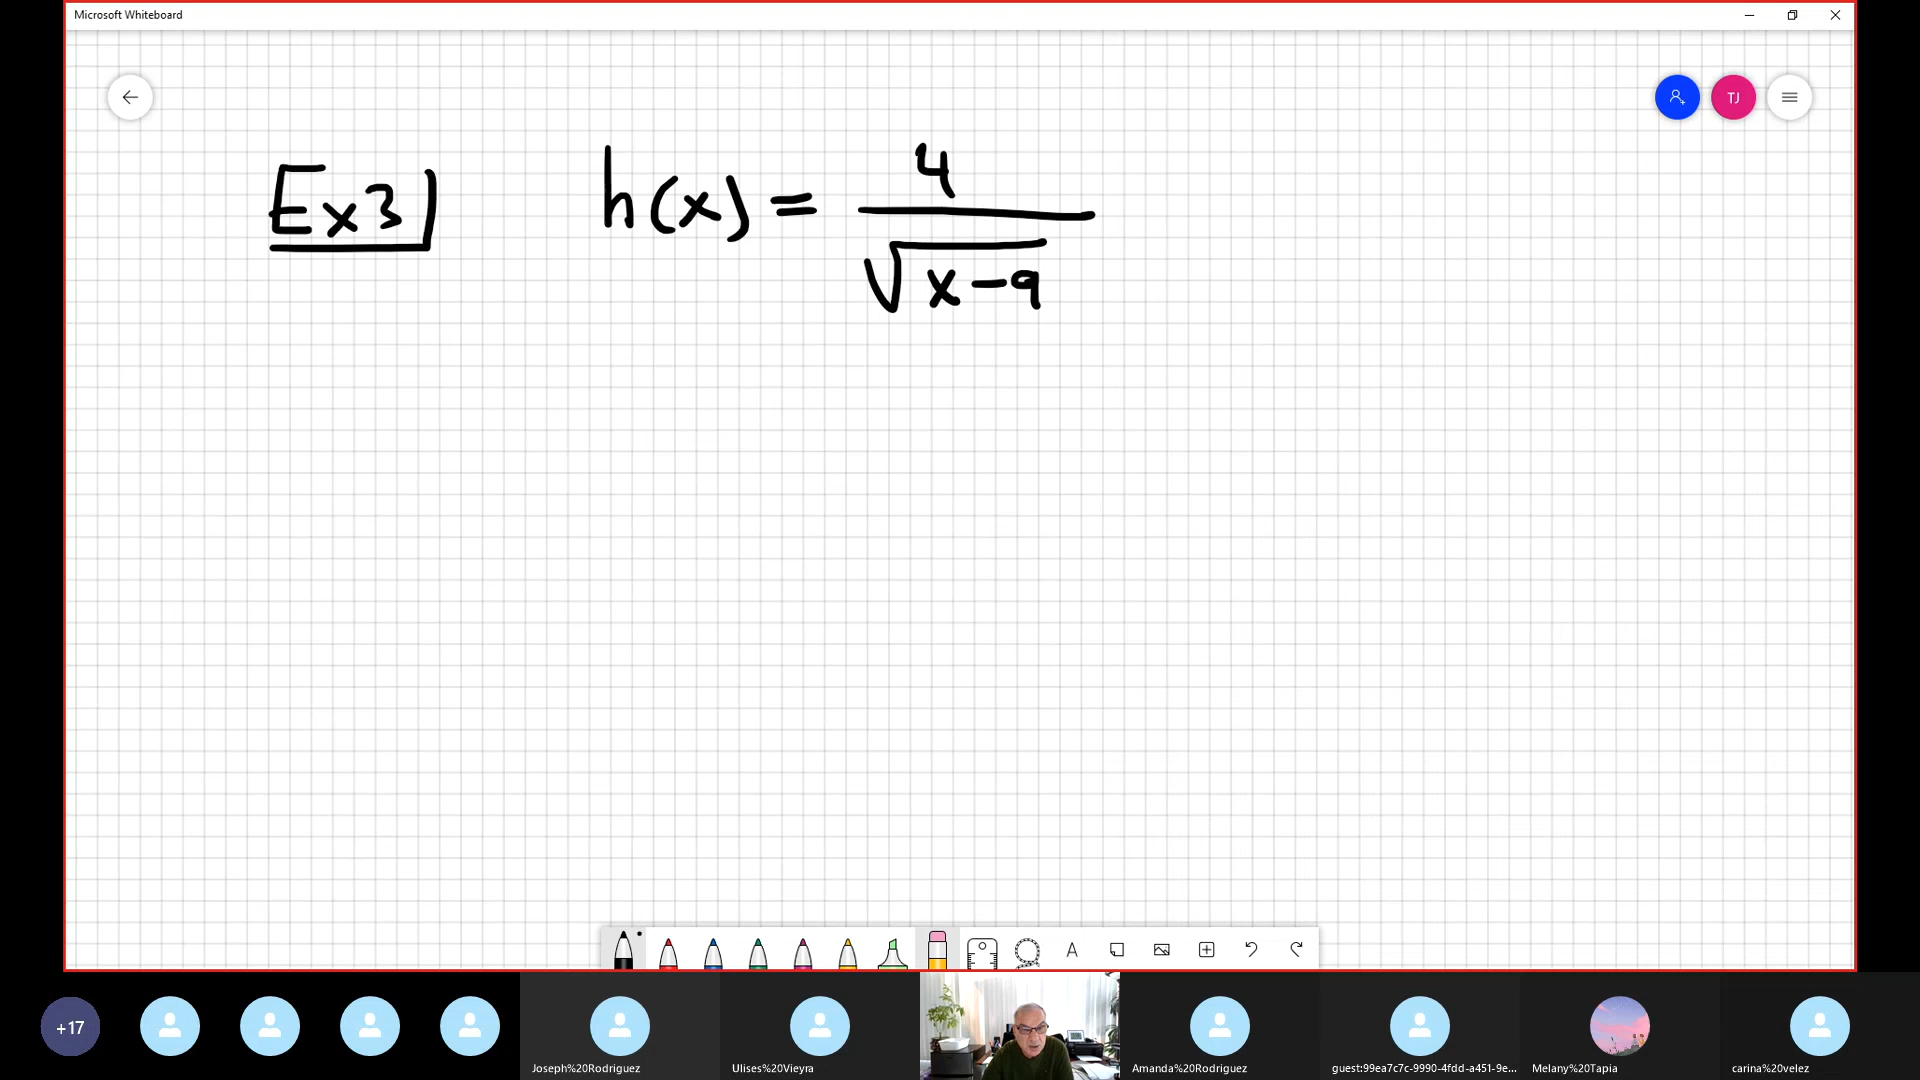 Microsoft Whiteboard
TJ
Ex3
h(x) = 4 / √(x-9)
A
+17
Joseph%20Rodriguez
Ulises%20Vieyra
Amanda%20Rodriguez
guest:99ea7c7c-9990-4fdd-a451-9e...
Melany%20Tapia
carina%20velez